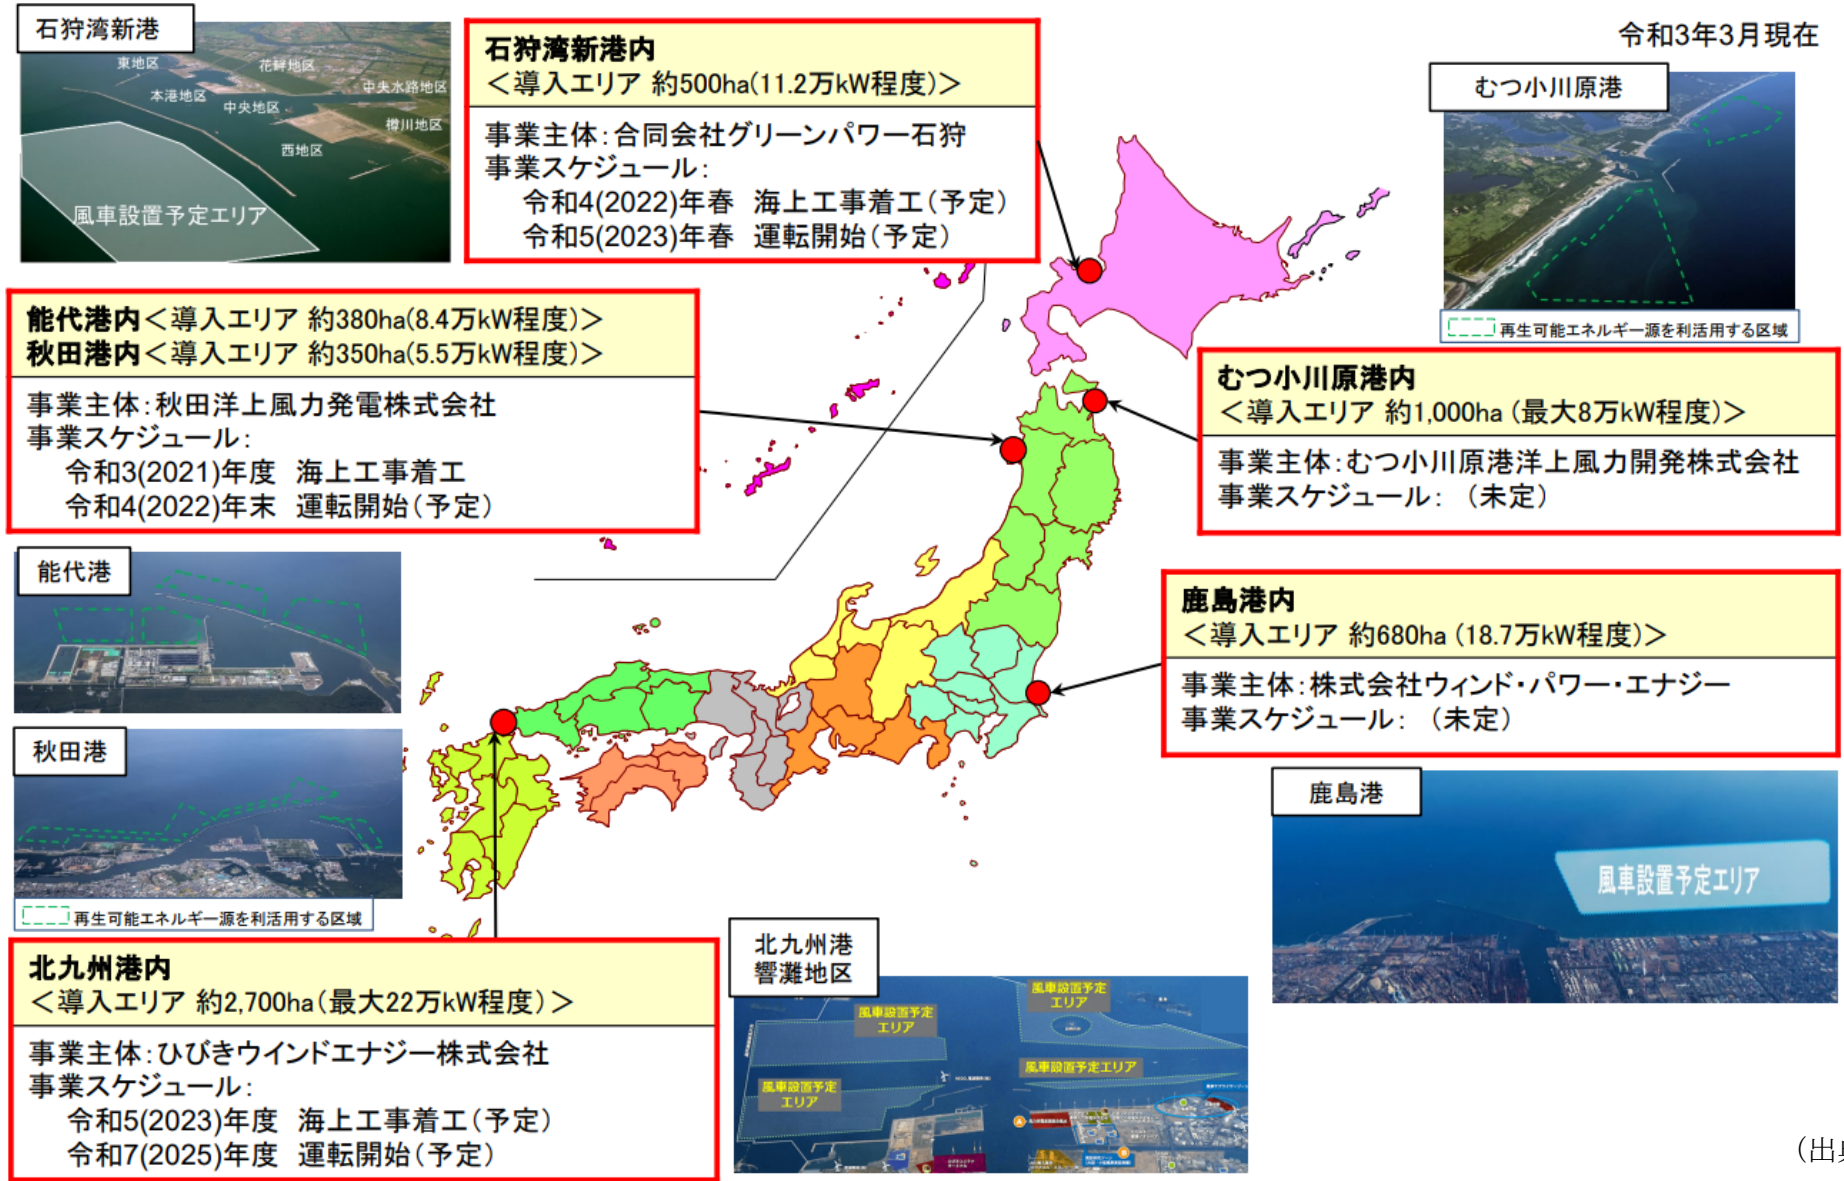 石狩湾新港
東地区
花畔地区
中央水路地区
本港地区
中央地区
樽川地区
西地区
風車設置予定エリア
石狩湾新港内
＜導入エリア 約500ha(11.2万kW程度)＞
事業主体：合同会社グリーンパワー石狩
事業スケジュール：
令和4(2022)年春 海上工事着工（予定）
令和5(2023)年春 運転開始（予定）
令和3年3月現在
むつ小川原港
再生可能エネルギー源を利活用する区域
能代港内＜導入エリア 約380ha(8.4万kW程度)＞
秋田港内＜導入エリア 約350ha(5.5万kW程度)＞
事業主体：秋田洋上風力発電株式会社
事業スケジュール：
令和3(2021)年度 海上工事着工
令和4(2022)年末 運転開始（予定）
むつ小川原港内
＜導入エリア 約1,000ha （最大8万kW程度）＞
事業主体：むつ小川原港洋上風力開発株式会社
事業スケジュール： （未定）
能代港
秋田港
再生可能エネルギー源を利活用する区域
鹿島港内
＜導入エリア 約680ha （18.7万kW程度）＞
事業主体：株式会社ウィンド・パワー・エナジー
事業スケジュール： （未定）
鹿島港
風車設置予定エリア
北九州港内
＜導入エリア 約2,700ha（最大22万kW程度）＞
事業主体：ひびきウインドエナジー株式会社
事業スケジュール：
令和5(2023)年度 海上工事着工（予定）
令和7(2025)年度 運転開始（予定）
北九州港
響灘地区
風車設置予定
エリア
風車設置予定
エリア
風車設置予定エリア
風車設置予定
エリア
A
B
（出